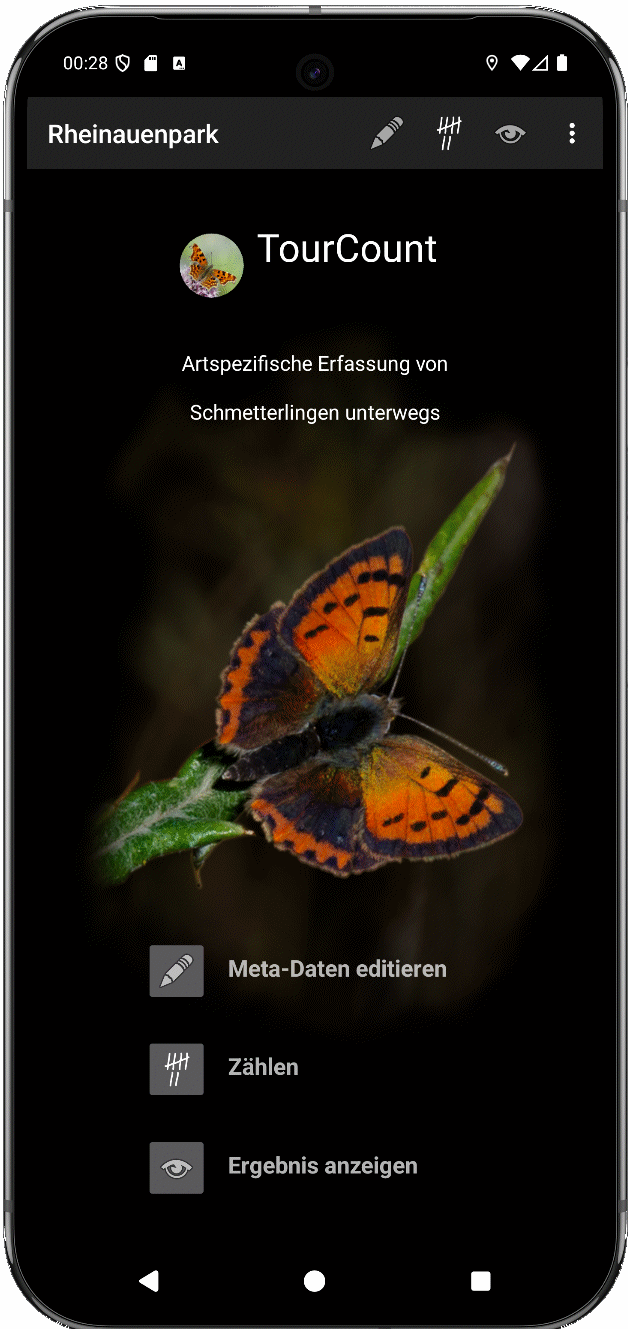 00:28
Rheinauenpark
TourCount
Artspezifische Erfassung von
Schmetterlingen unterwegs
Meta-Daten editieren
Zählen
Ergebnis anzeigen